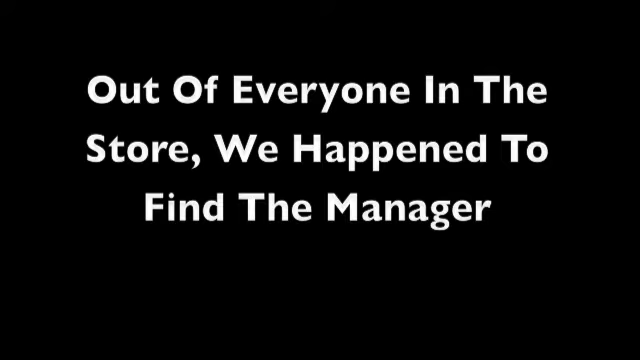 Out Of Everyone In The
Store, We Happened To
Find The Manager